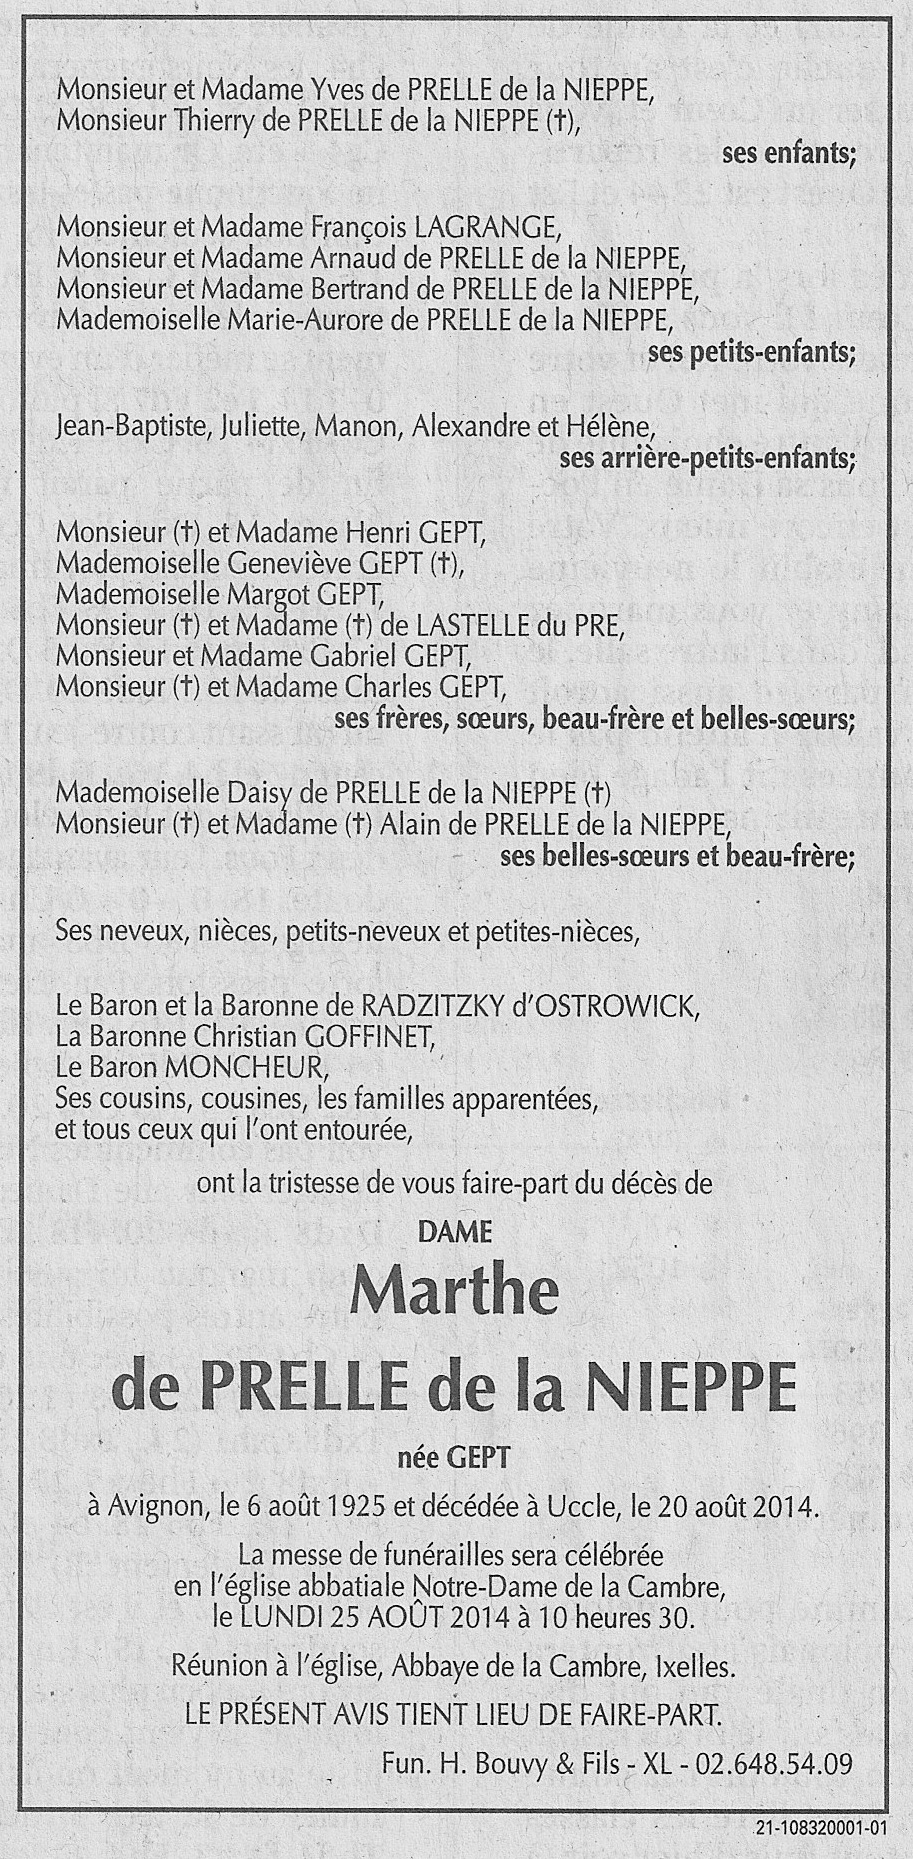 Monsieur et Madame Yves de PRELLE de la NIEPPE,
Monsieur Thierry de PRELLE de la NIEPPE (†),
ses enfants;
Monsieur et Madame François LAGRANGE,
Monsieur et Madame Arnaud de PRELLE de la NIEPPE,
Monsieur et Madame Bertrand de PRELLE de la NIEPPE,
Mademoiselle Marie-Aurore de PRELLE de la NIEPPE,
ses petits-enfants;
Jean-Baptiste, Juliette, Manon, Alexandre et Hélène,
ses arrière-petits-enfants;
Monsieur (†) et Madame Henri GEPT,
Mademoiselle Geneviève GEPT (†),
Mademoiselle Margot GEPT,
Monsieur (†) et Madame (†) de LASTELLE du PRE,
Monsieur et Madame Gabriel GEPT,
Monsieur (†) et Madame Charles GEPT,
ses frères, sœurs, beau-frère et belles-sœurs;
Mademoiselle Daisy de PRELLE de la NIEPPE (†)
Monsieur (†) et Madame (†) Alain de PRELLE de la NIEPPE,
ses belles-sœurs et beau-frère;
Ses neveux, nièces, petits-neveux et petites-nièces,
Le Baron et la Baronne de RADZITZKY d'OSTROWICK,
La Baronne Christian GOFFINET,
Le Baron MONCHEUR,
Ses cousins, cousines, les familles apparentées,
et tous ceux qui l'ont entourée,
ont la tristesse de vous faire-part du décès de
DAME
Marthe
de PRELLE de la NIEPPE
née GEPT
à Avignon, le 6 août 1925 et décédée à Uccle, le 20 août 2014.
La messe de funérailles sera célébrée
en l'église abbatiale Notre-Dame de la Cambre,
le LUNDI 25 AOÛT 2014 à 10 heures 30.
Réunion à l'église, Abbaye de la Cambre, Ixelles.
LE PRÉSENT AVIS TIENT LIEU DE FAIRE-PART.
Fun. H. Bouvy & Fils - XL - 02.648.54.09
21-108320001-01